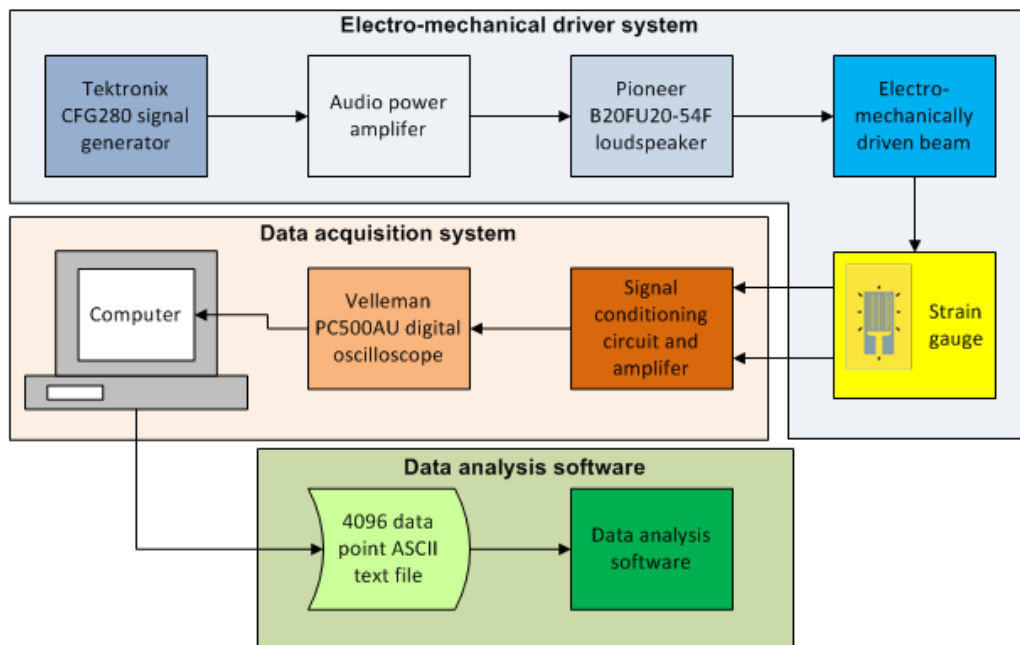 Electro-mechanical driver system
Tektronix
CFG280 signal
generator
Audio power
amplifer
Pioneer
B20FU20-54F
loudspeaker
Electro-
mechanically
driven beam
Data acquisition system
Computer
Velleman
PC500AU digital
oscilloscope
Signal
conditioning
circuit and
amplifer
Strain
gauge
Data analysis software
4096 data
point ASCII
text file
Data analysis
software